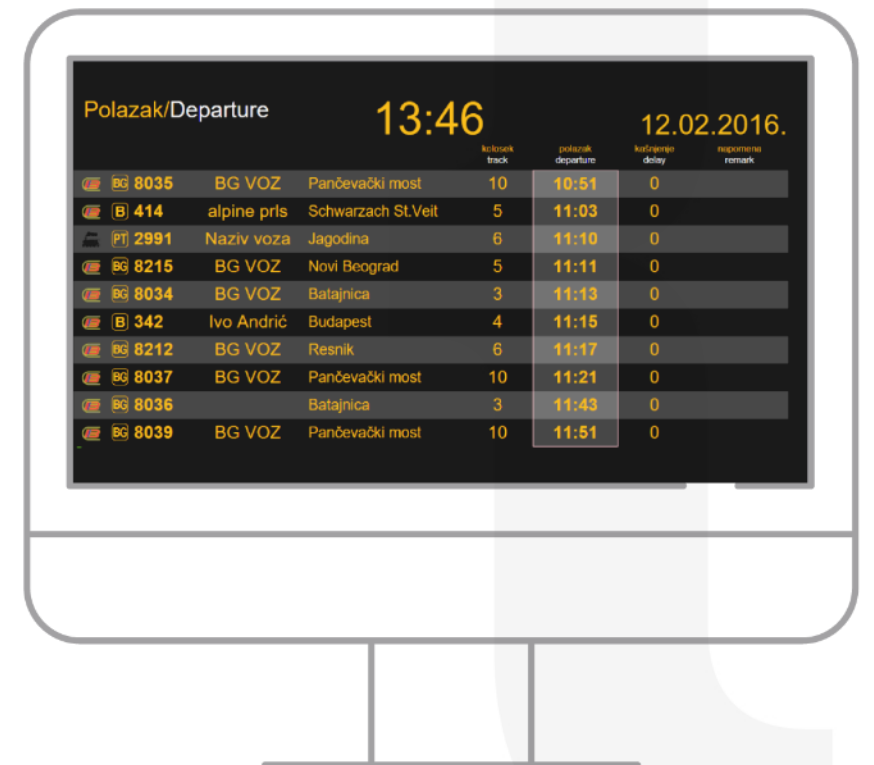 Polazak/Departure 13:46 12.02.2016.
kolosek polazak kašnjenje napomena
track departure delay remark
BG 8035 BG VOZ Pančevački most 10 10:51 0
B 414 alpine prls Schwarzach St.Veit 5 11:03 0
PT 2991 Naziv voza Jagodina 6 11:10 0
BG 8215 BG VOZ Novi Beograd 5 11:11 0
BG 8034 BG VOZ Batajnica 3 11:13 0
B 342 Ivo Andrić Budapest 4 11:15 0
BG 8212 BG VOZ Resnik 6 11:17 0
BG 8037 BG VOZ Pančevački most 10 11:21 0
BG 8036 Batajnica 3 11:43 0
BG 8039 BG VOZ Pančevački most 10 11:51 0